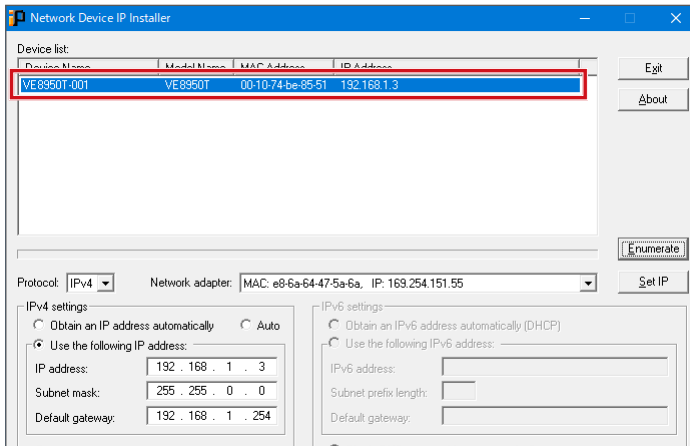 Network Device IP Installer
Device list:
Device Name Model Name MAC Address IP Address
VE8950T-001 VE8950T 00-10-74-be-85-51 192.168.1.3
Exit
About
Enumerate
Protocol: IPv4 Network adapter: MAC: e8-6a-64-47-5a-6a, IP: 169.254.151.55 Set IP
IPv4 settings
Obtain an IP address automatically Auto
Use the following IP address:
IP address: 192 . 168 . 1 . 3
Subnet mask: 255 . 255 . 0 . 0
Default gateway: 192 . 168 . 1 . 254
IPv6 settings
Obtain an IPv6 address automatically (DHCP)
Use the following IPv6 address:
IPv6 address:
Subnet prefix length:
Default gateway: